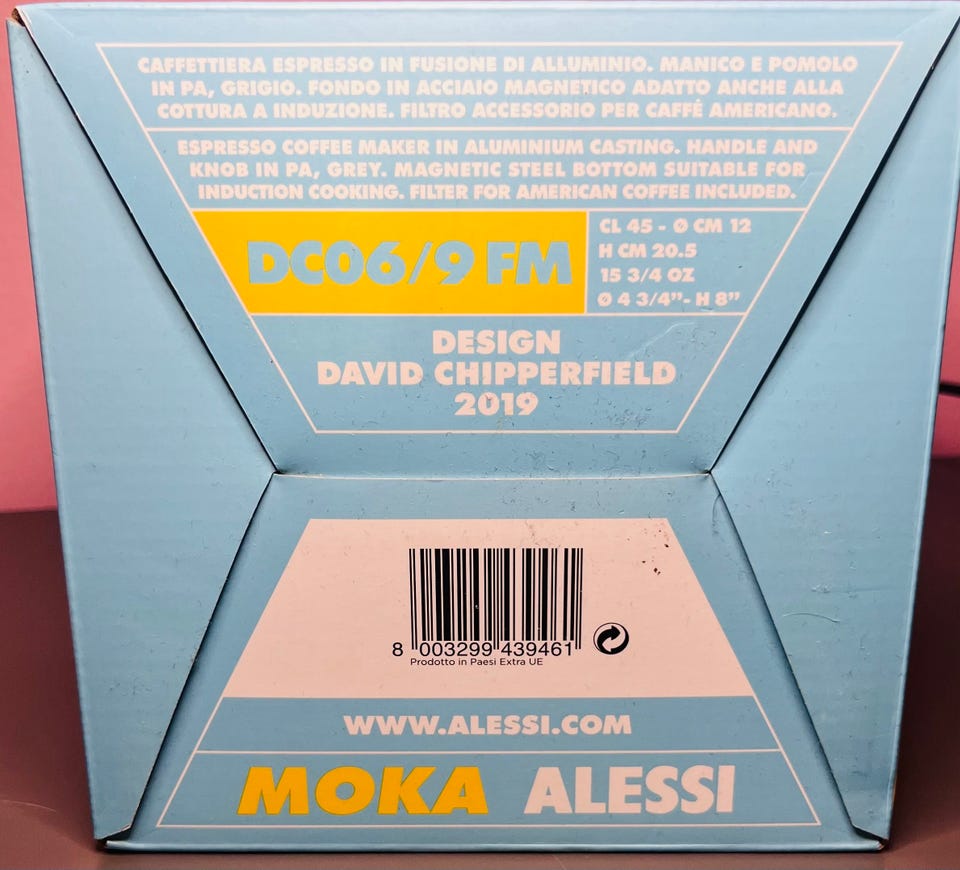 CAFFETTIERA ESPRESSO IN FUSIONE DI ALLUMINIO. MANICO E POMOLO
IN PA, GRIGIO. FONDO IN ACCIAIO MAGNETICO ADATTO ANCHE ALLA
COTTURA A INDUZIONE. FILTRO ACCESSORIO PER CAFFÈ AMERICANO.
ESPRESSO COFFEE MAKER IN ALUMINIUM CASTING. HANDLE AND
KNOB IN PA, GREY. MAGNETIC STEEL BOTTOM SUITABLE FOR
INDUCTION COOKING. FILTER FOR AMERICAN COFFEE INCLUDED.
DC06/9 FM
CL 45 - Ø CM 12
H CM 20.5
15 3/4 OZ
Ø 4 3/4” - H 8”
DESIGN
DAVID CHIPPERFIELD
2019
8 003299 439461
Prodotto in Paesi Extra UE
WWW.ALESSI.COM
MOKA ALESSI